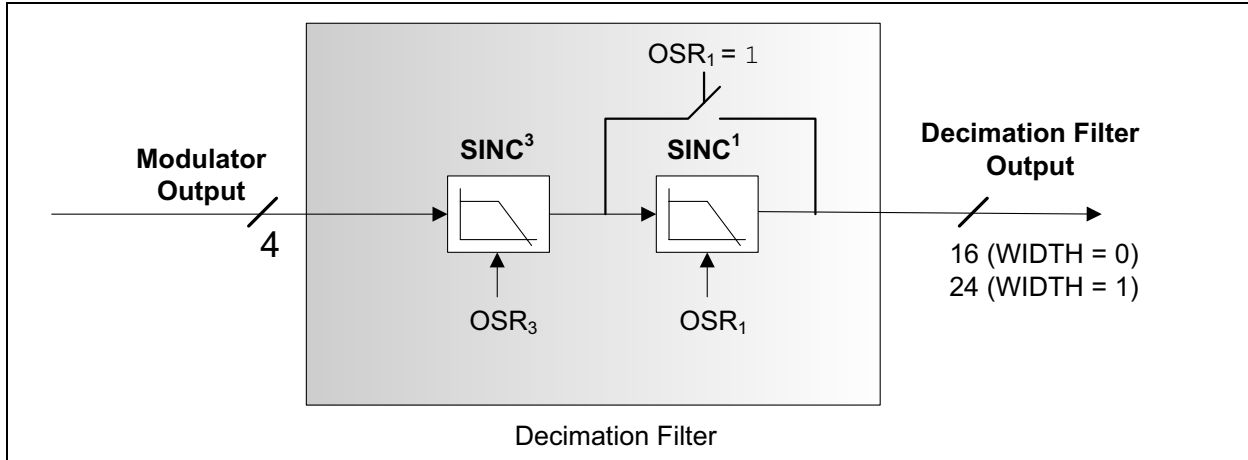 OSR₁ = 1
SINC³
SINC¹
Modulator
Output
4
Decimation Filter
Output
16 (WIDTH = 0)
24 (WIDTH = 1)
OSR₃
OSR₁
Decimation Filter